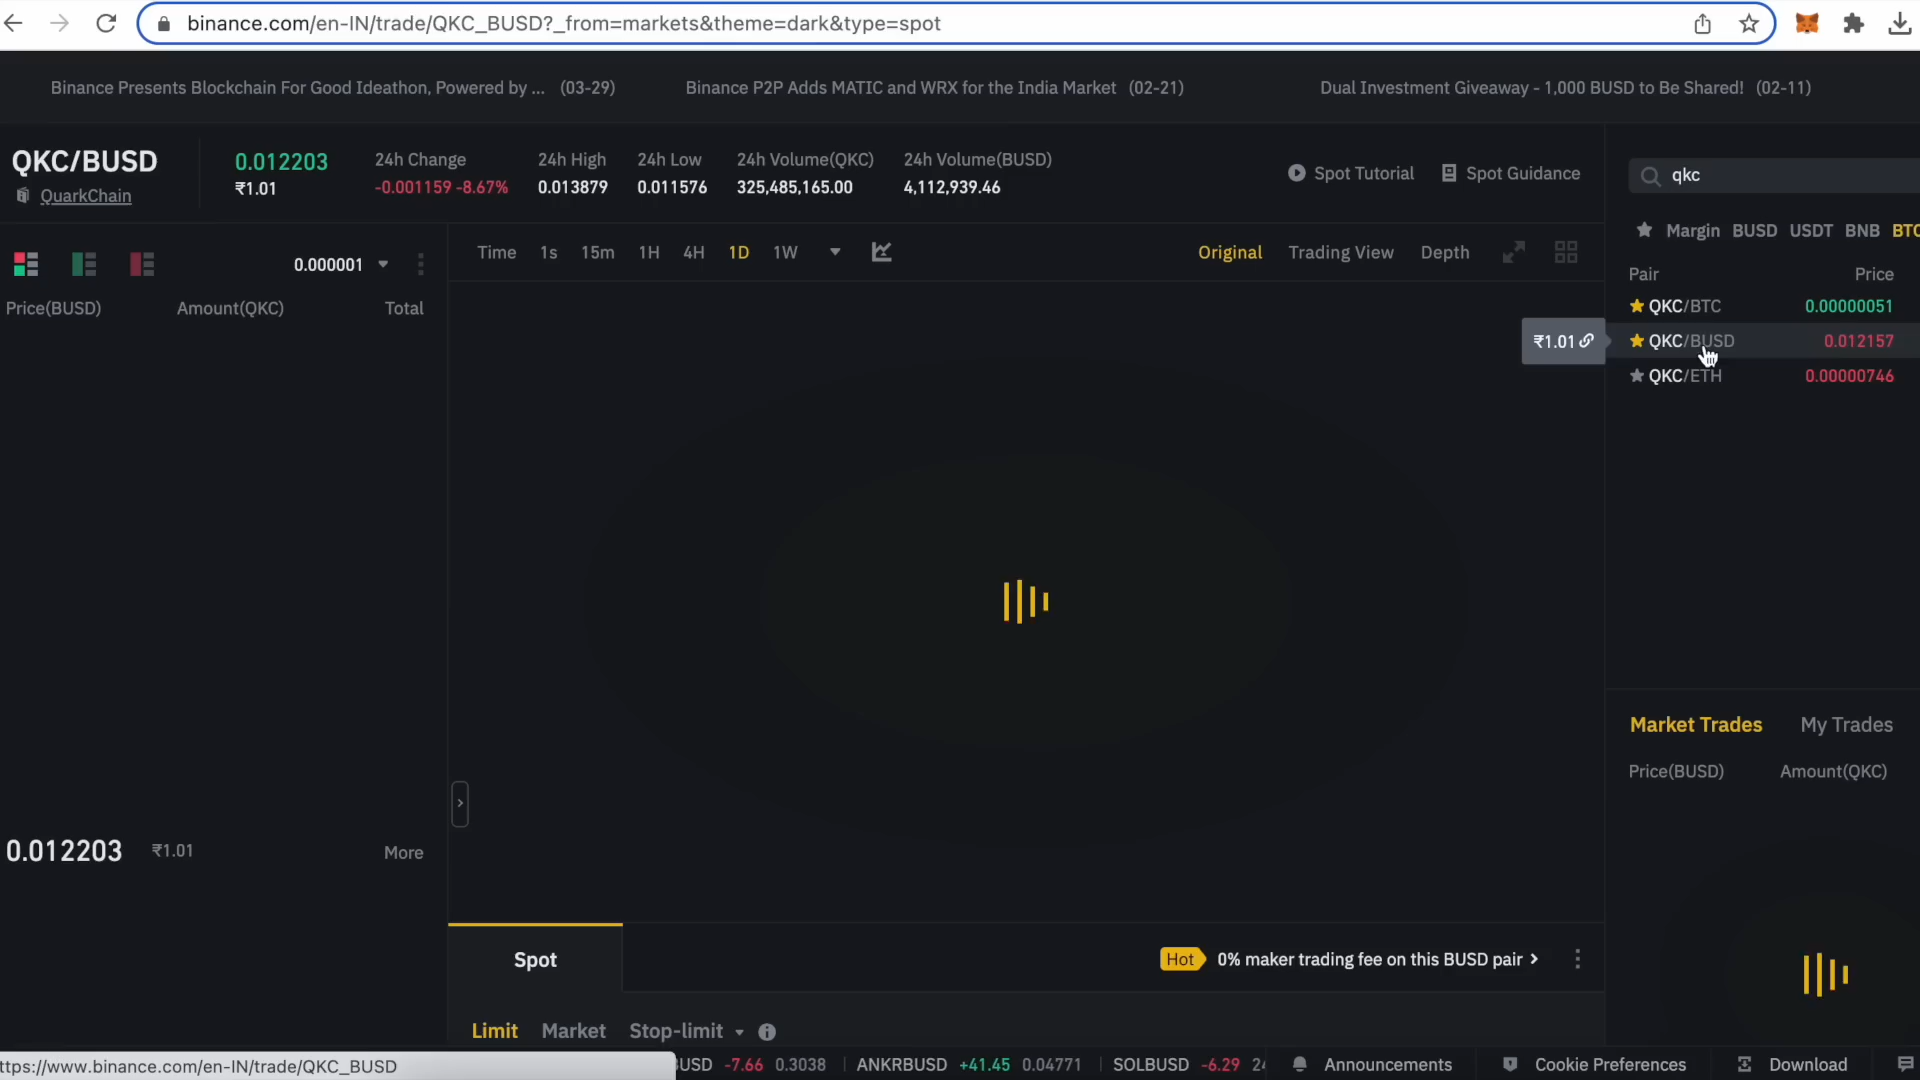 binance.com/en-IN/trade/QKC_BUSD?_from=markets&theme=dark&type=spot
Binance Presents Blockchain For Good Ideathon, Powered by ... (03-29)
Binance P2P Adds MATIC and WRX for the India Market (02-21)
Dual Investment Giveaway - 1,000 BUSD to Be Shared! (02-11)
QKC/BUSD
QuarkChain
0.012203
₹1.01
24h Change
-0.001159 -8.67%
24h High
0.013879
24h Low
0.011576
24h Volume(QKC)
325,485,165.00
24h Volume(BUSD)
4,112,939.46
Spot Tutorial
Spot Guidance
qkc
Margin BUSD USDT BNB BTC
Pair Price
QKC/BTC 0.00000051
₹1.01
QKC/BUSD 0.012157
QKC/ETH 0.00000746
0.000001
Price(BUSD) Amount(QKC) Total
Time 1s 15m 1H 4H 1D 1W
Original Trading View Depth
0.012203 ₹1.01 More
Market Trades My Trades
Price(BUSD) Amount(QKC)
Spot
Hot 0% maker trading fee on this BUSD pair
Limit Market Stop-limit
ttps://www.binance.com/en-IN/trade/QKC_BUSD
USD -7.66 0.3038 ANKRBUSD +41.45 0.04771 SOLBUSD -6.29
Announcements Cookie Preferences Download